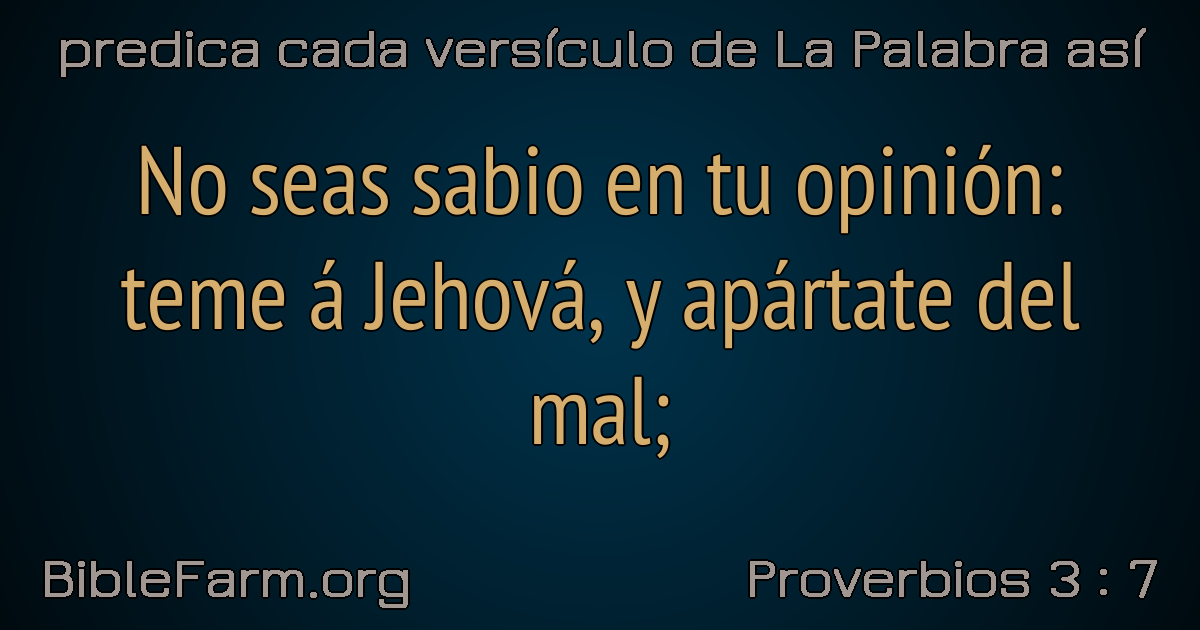 predica cada versículo de La Palabra así
No seas sabio en tu opinión:
teme á Jehová, y apártate del
mal;
BibleFarm.org
Proverbios 3 : 7